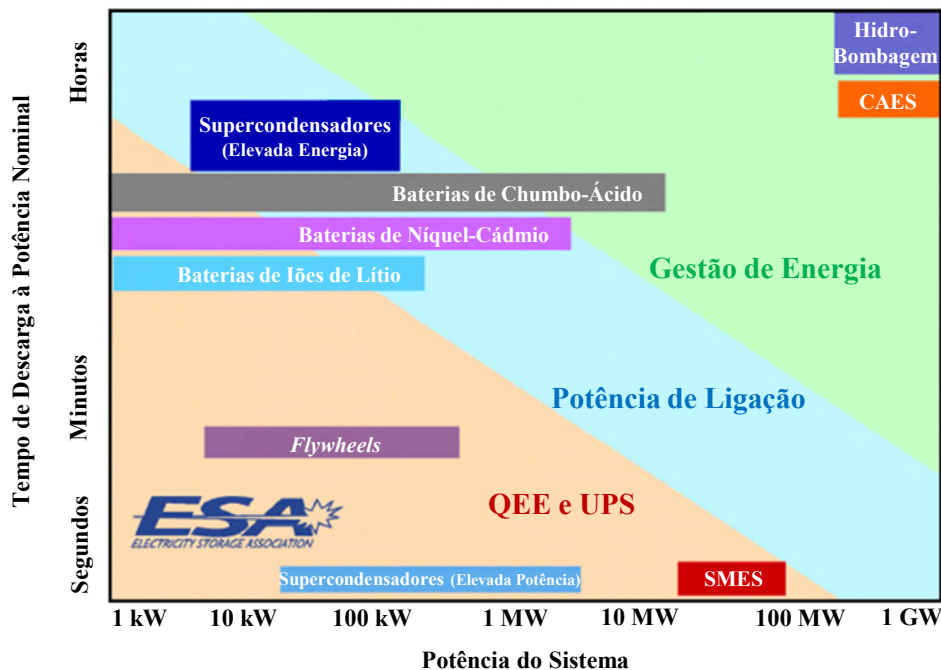 Tempo de Descarga à Potência Nominal
Horas
Minutos
Segundos
Hidro-
Bombagem
CAES
Supercondensadores
(Elevada Energia)
Baterias de Chumbo-Ácido
Baterias de Níquel-Cádmio
Baterias de Iões de Lítio
Gestão de Energia
Potência de Ligação
Flywheels
QEE e UPS
ESA
ELECTRICITY STORAGE ASSOCIATION
Supercondensadores (Elevada Potência)
SMES
1 kW 10 kW 100 kW 1 MW 10 MW 100 MW 1 GW
Potência do Sistema